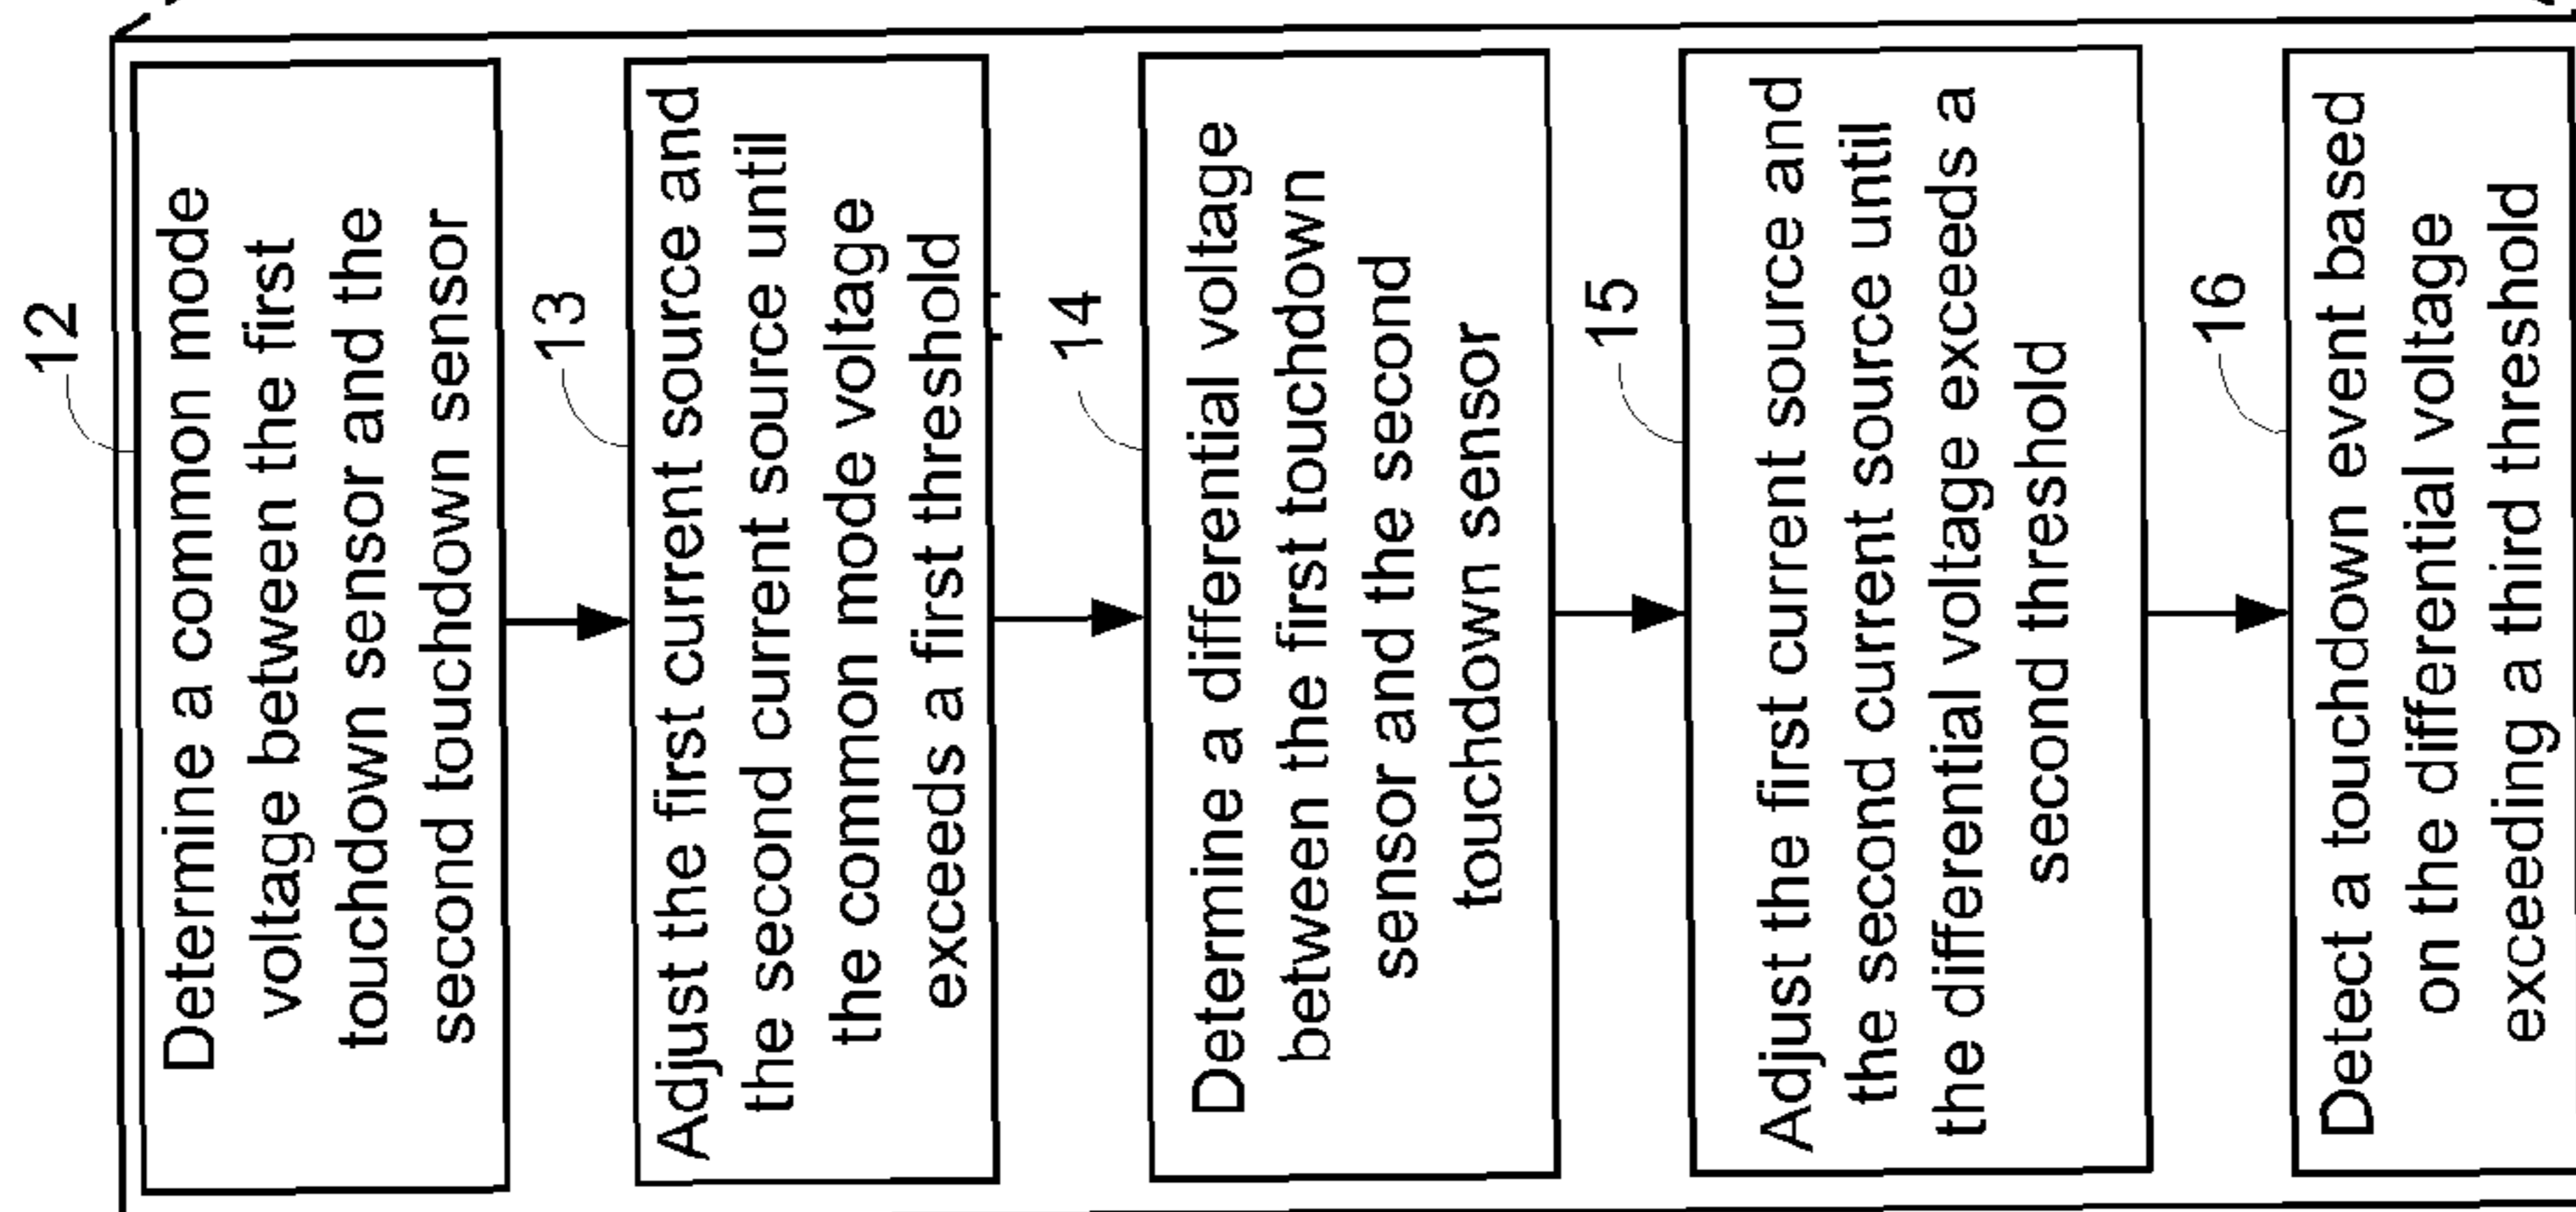 12
Determine a common mode
voltage between the first
touchdown sensor and the
second touchdown sensor
13
Adjust the first current source and
the second current source until
the common mode voltage
exceeds a first threshold
14
Determine a differential voltage
between the first touchdown
sensor and the second
touchdown sensor
15
Adjust the first current source and
the second current source until
the differential voltage exceeds a
second threshold
16
Detect a touchdown event based
on the differential voltage
exceeding a third threshold